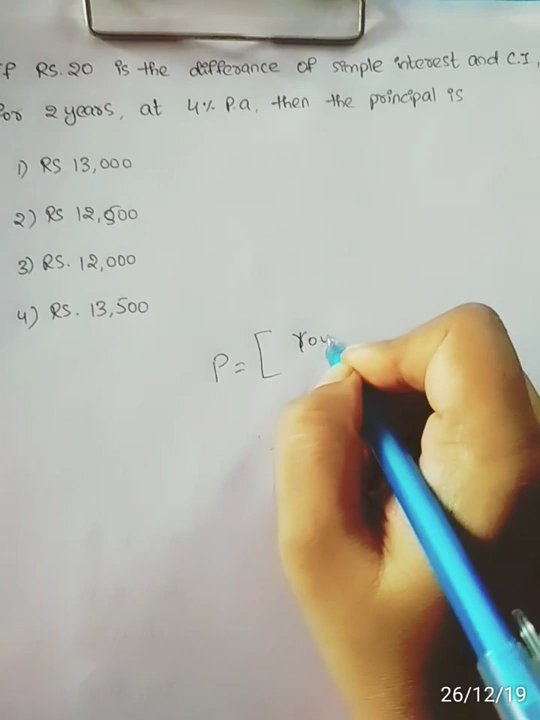 If RS. 20 is the differance of simple interest and C.I.
for 2 years, at 4% P.a, then the principal is
1) RS 13,000
2) RS 12,500
3) RS. 12,000
4) RS. 13,500
P = [
26/12/19